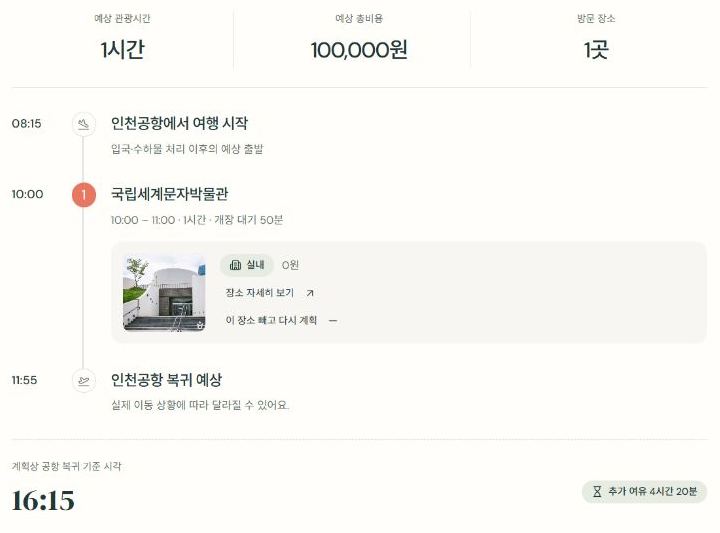 예상 관광시간
예상 총비용
방문 장소
1시간
100,000원
1곳
08:15
인천공항에서 여행 시작
입국·수하물 처리 이후의 예상 출발
10:00
1
국립세계문자박물관
10:00 – 11:00 · 1시간 · 개장 대기 50분
실내
0원
장소 자세히 보기 ↗
이 장소 빼고 다시 계획 −
11:55
인천공항 복귀 예상
실제 이동 상황에 따라 달라질 수 있어요.
계획상 공항 복귀 기준 시각
16:15
추가 여유 4시간 20분